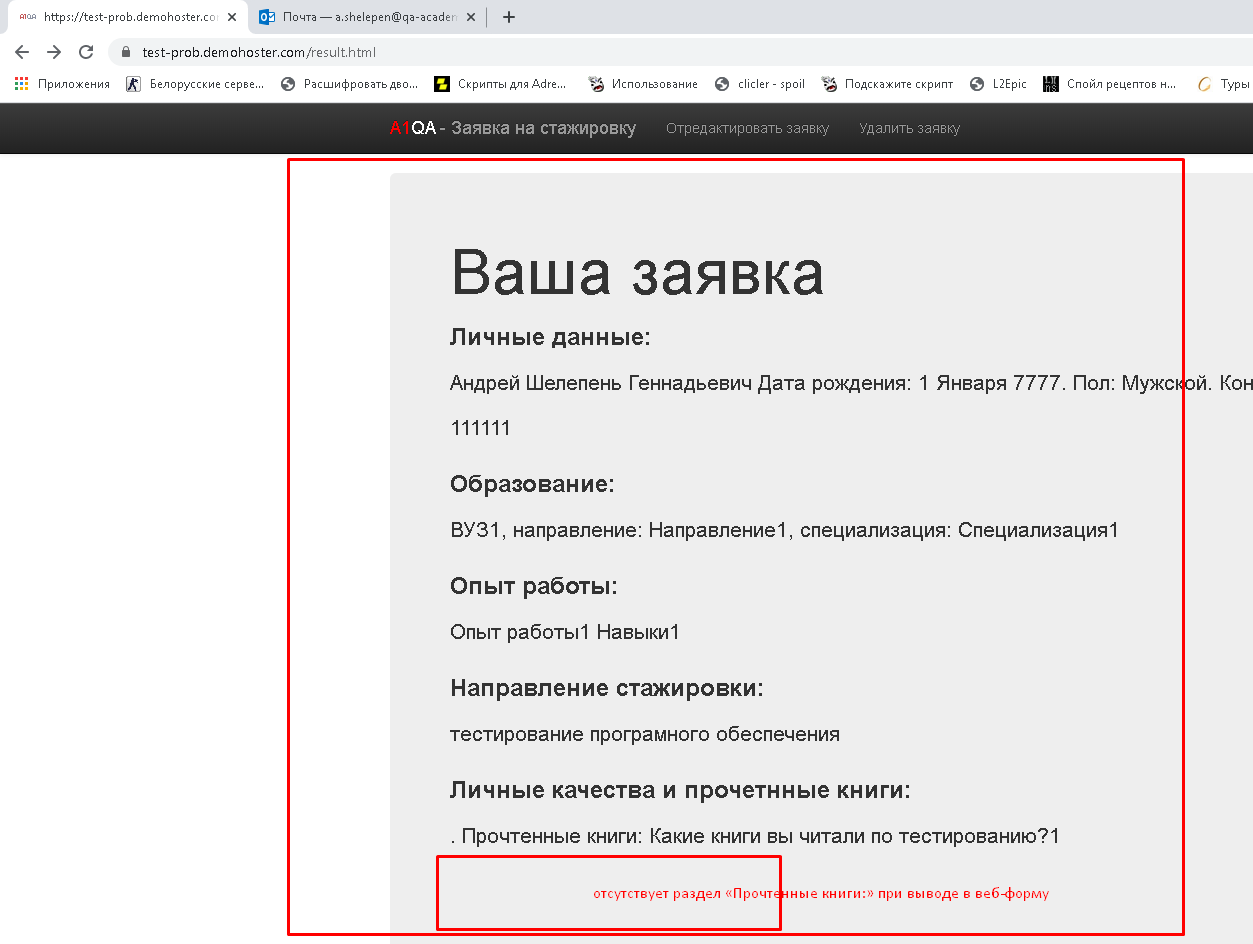 https://test-prob.demohoster.co
Почта — a.shelepen@qa-academ
test-prob.demohoster.com/result.html
Приложения Белорусские серве... Расшифровать дво... Скрипты для Adre... Использование clicler - spoil Подскажите скрипт L2Epic Спойл рецептов н... Туры
A1QA - Заявка на стажировку Отредактировать заявку Удалить заявку
Ваша заявка
Личные данные:
Андрей Шелепень Геннадьевич Дата рождения: 1 Января 7777. Пол: Мужской. Кон
111111
Образование:
ВУЗ1, направление: Направление1, специализация: Специализация1
Опыт работы:
Опыт работы1 Навыки1
Направление стажировки:
тестирование програмного обеспечения
Личные качества и прочетнные книги:
. Прочтенные книги: Какие книги вы читали по тестированию?1
отсутствует раздел «Прочтенные книги:» при выводе в веб-форму